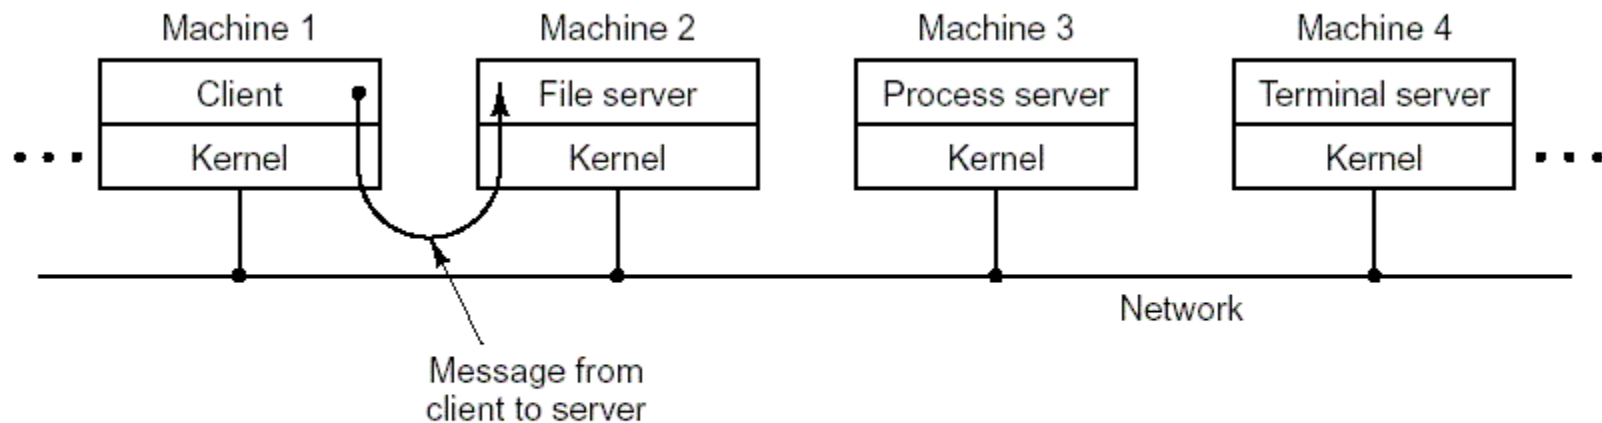 Machine 1
Machine 2
Machine 3
Machine 4
Client
File server
Process server
Terminal server
Kernel
Kernel
Kernel
Kernel
Network
Message from
client to server